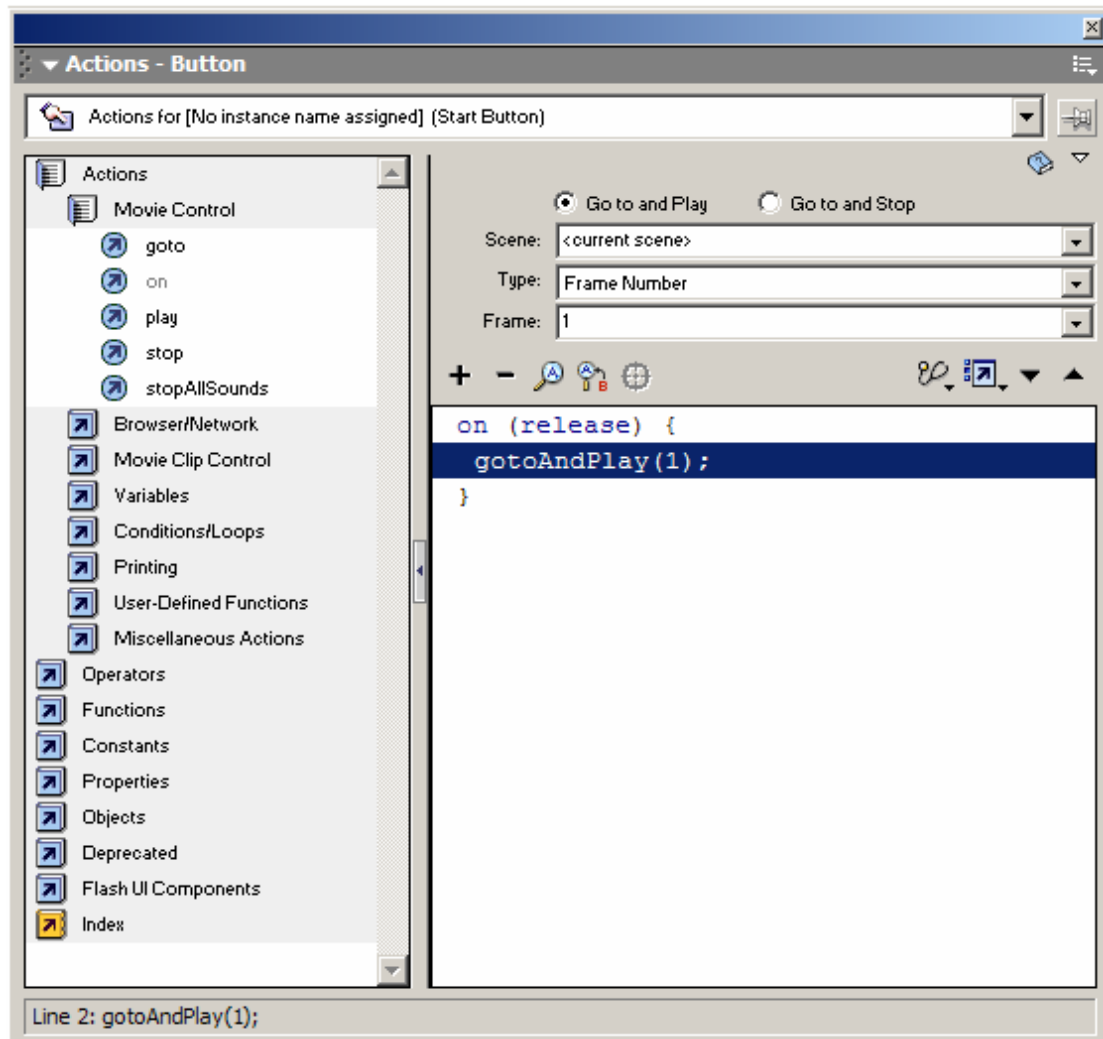 Actions - Button
Actions for [No instance name assigned] (Start Button)
Actions
Movie Control
goto
on
play
stop
stopAllSounds
Browser/Network
Movie Clip Control
Variables
Conditions/Loops
Printing
User-Defined Functions
Miscellaneous Actions
Operators
Functions
Constants
Properties
Objects
Deprecated
Flash UI Components
Index
Go to and Play Go to and Stop
Scene: <current scene>
Type: Frame Number
Frame: 1
on (release) {
gotoAndPlay(1);
}
Line 2: gotoAndPlay(1);